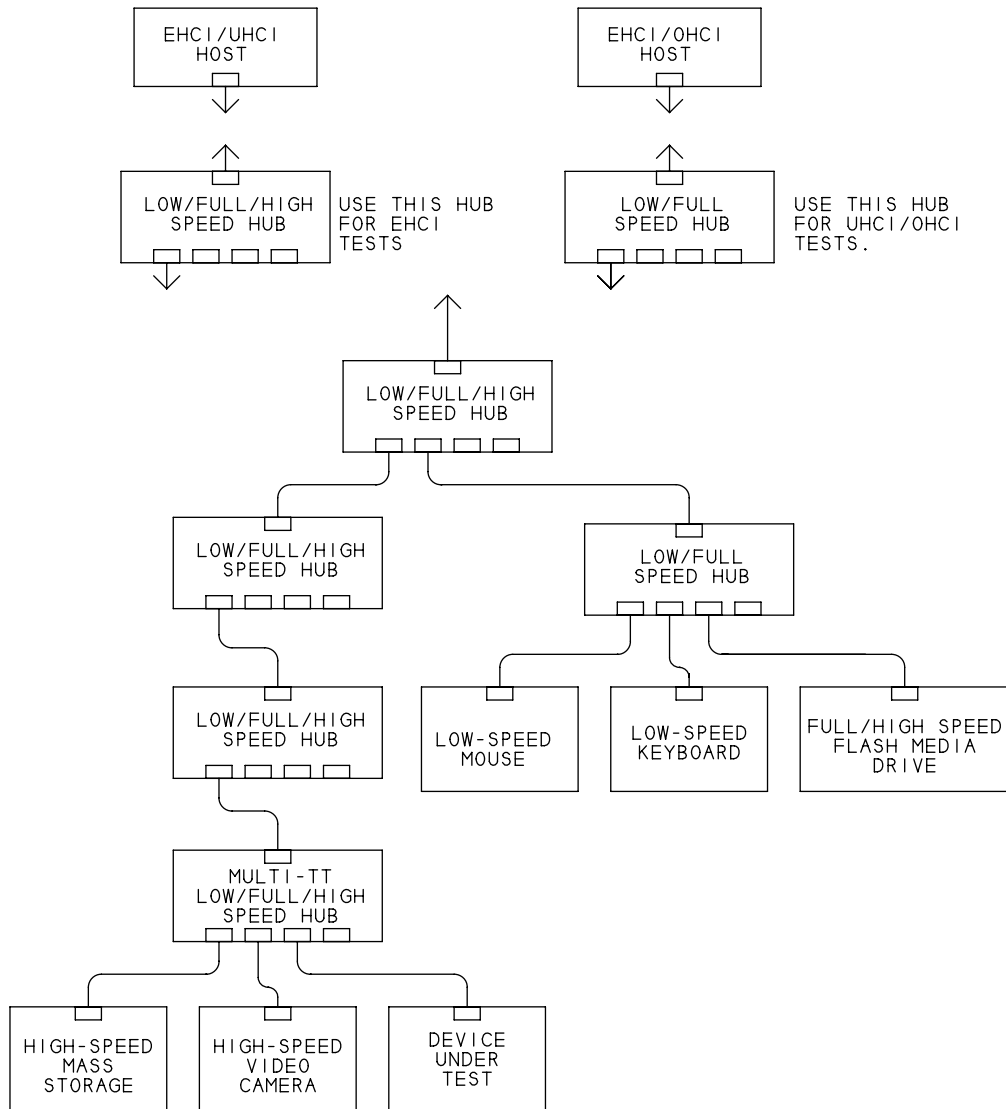 EHCI/UHCI
HOST
EHCI/OHCI
HOST
LOW/FULL/HIGH
SPEED HUB
USE THIS HUB
FOR EHCI
TESTS
LOW/FULL
SPEED HUB
USE THIS HUB
FOR UHCI/OHCI
TESTS.
LOW/FULL/HIGH
SPEED HUB
LOW/FULL/HIGH
SPEED HUB
LOW/FULL
SPEED HUB
LOW/FULL/HIGH
SPEED HUB
LOW-SPEED
MOUSE
LOW-SPEED
KEYBOARD
FULL/HIGH SPEED
FLASH MEDIA
DRIVE
MULTI-TT
LOW/FULL/HIGH
SPEED HUB
HIGH-SPEED
MASS
STORAGE
HIGH-SPEED
VIDEO
CAMERA
DEVICE
UNDER
TEST